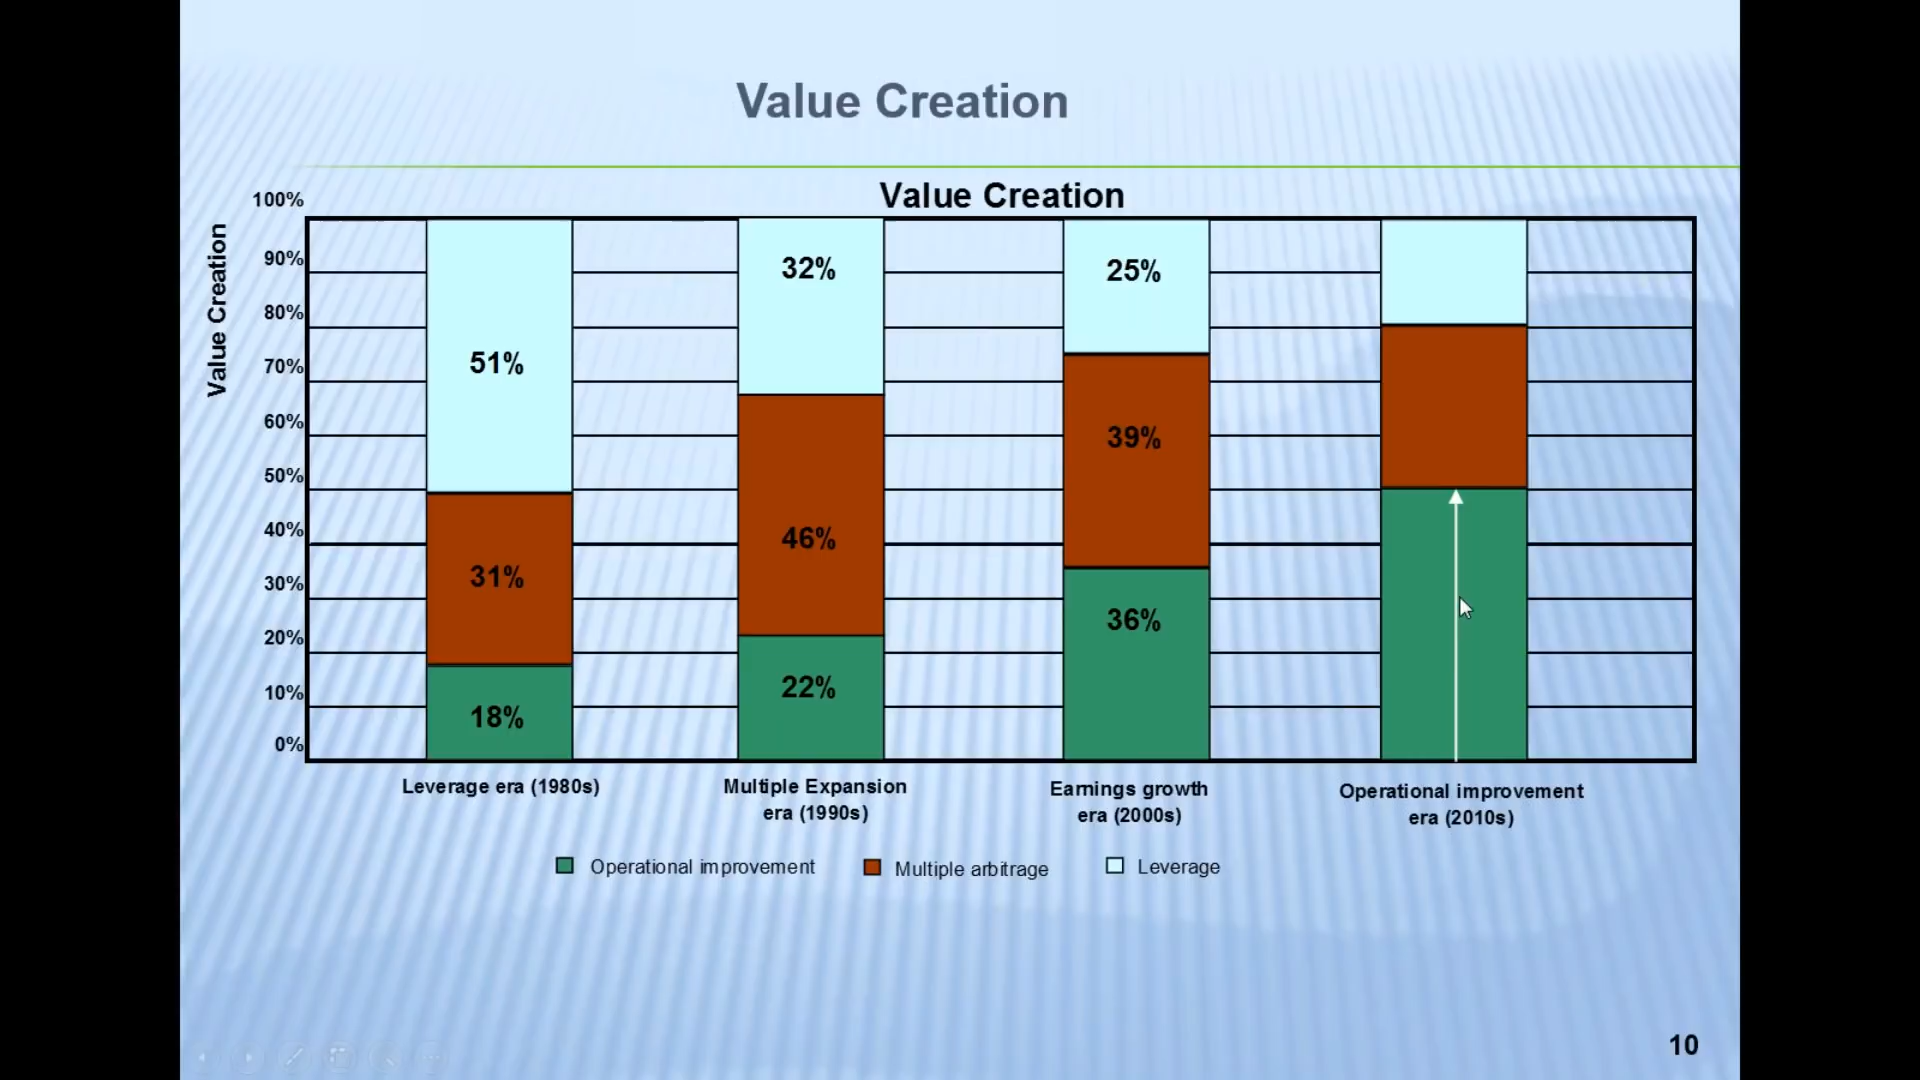 Value Creation
Value Creation
Value Creation
100%
90%
80%
70%
60%
50%
40%
30%
20%
10%
0%
51%
31%
18%
32%
46%
22%
25%
39%
36%
Leverage era (1980s)
Multiple Expansion
era (1990s)
Earnings growth
era (2000s)
Operational improvement
era (2010s)
Operational improvement
Multiple arbitrage
Leverage
10